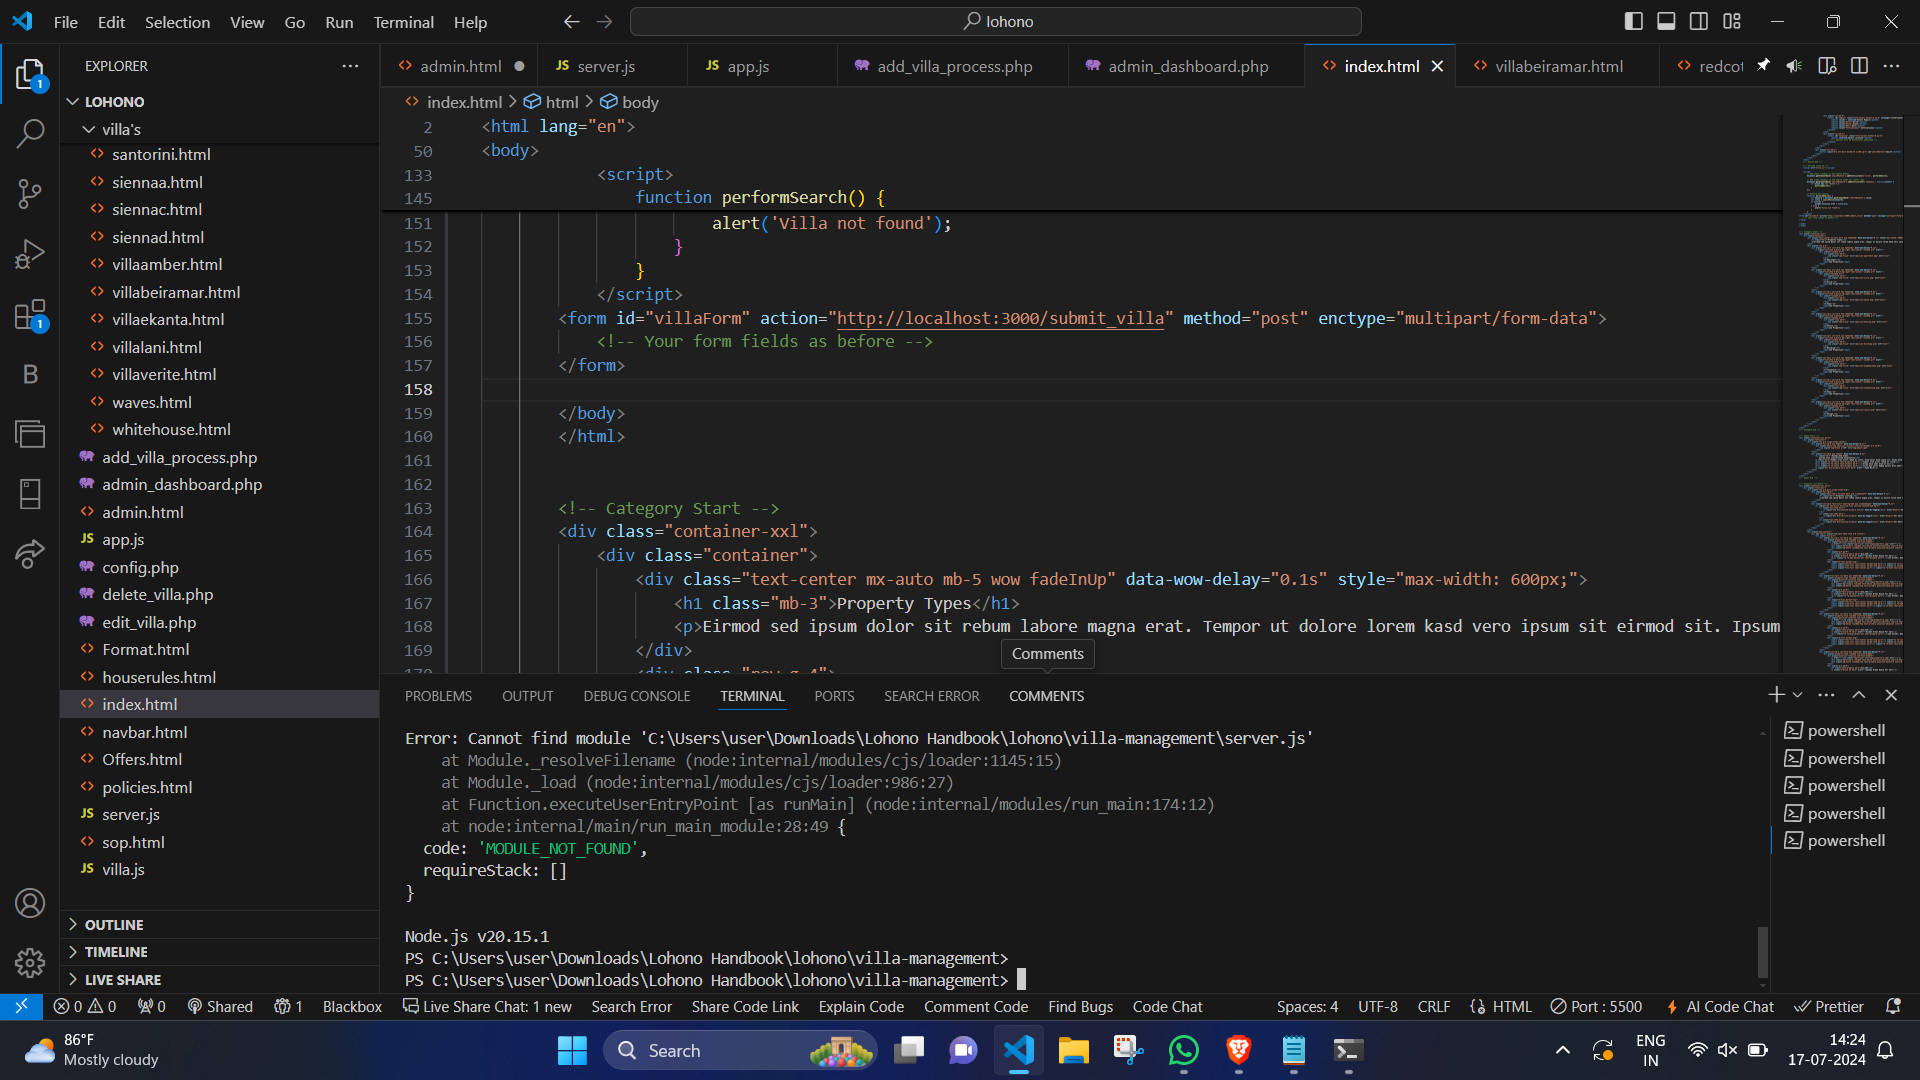 File Edit Selection View Go Run Terminal Help
lohono
EXPLORER
admin.html
JS server.js
JS app.js
add_villa_process.php
admin_dashboard.php
index.html
villabeiramar.html
redcot
LOHONO
villa's
santorini.html
siennaa.html
siennac.html
siennad.html
villaamber.html
villabeiramar.html
villaekanta.html
villalani.html
villaverite.html
waves.html
whitehouse.html
add_villa_process.php
admin_dashboard.php
admin.html
JS app.js
config.php
delete_villa.php
edit_villa.php
Format.html
houserules.html
index.html
navbar.html
Offers.html
policies.html
JS server.js
sop.html
JS villa.js
OUTLINE
TIMELINE
LIVE SHARE
1
1
B
index.html > html > body
2 <html lang="en">
50 <body>
133 <script>
145 function performSearch() {
151 alert('Villa not found');
152 }
153 }
154 </script>
155 <form id="villaForm" action="http://localhost:3000/submit_villa" method="post" enctype="multipart/form-data">
156 <!-- Your form fields as before -->
157 </form>
158
159 </body>
160 </html>
161
162
163 <!-- Category Start -->
164 <div class="container-xxl">
165 <div class="container">
166 <div class="text-center mx-auto mb-5 wow fadeInUp" data-wow-delay="0.1s" style="max-width: 600px;">
167 <h1 class="mb-3">Property Types</h1>
168 <p>Eirmod sed ipsum dolor sit rebum labore magna erat. Tempor ut dolore lorem kasd vero ipsum sit eirmod sit. Ipsum
169 </div>
170 <div class="row g-4">
Comments
PROBLEMS OUTPUT DEBUG CONSOLE TERMINAL PORTS SEARCH ERROR COMMENTS
Error: Cannot find module 'C:\Users\user\Downloads\Lohono Handbook\lohono\villa-management\server.js'
at Module._resolveFilename (node:internal/modules/cjs/loader:1145:15)
at Module._load (node:internal/modules/cjs/loader:986:27)
at Function.executeUserEntryPoint [as runMain] (node:internal/modules/run_main:174:12)
at node:internal/main/run_main_module:28:49 {
code: 'MODULE_NOT_FOUND',
requireStack: []
}
Node.js v20.15.1
PS C:\Users\user\Downloads\Lohono Handbook\lohono\villa-management>
PS C:\Users\user\Downloads\Lohono Handbook\lohono\villa-management>
powershell
powershell
powershell
powershell
powershell
0 0 0 Shared 1 Blackbox Live Share Chat: 1 new Search Error Share Code Link Explain Code Comment Code Find Bugs Code Chat Spaces: 4 UTF-8 CRLF {} HTML Port : 5500 AI Code Chat Prettier
86°F
Mostly cloudy
Search
ENG
IN
14:24
17-07-2024